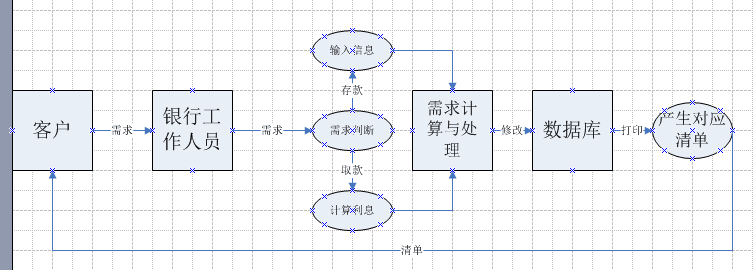 输入信息
存款
客户
需求
银行工
作人员
需求
需求判断
需求计
算与处
理
修改
数据库
打印
产生对应
清单
取款
计算利息
清单